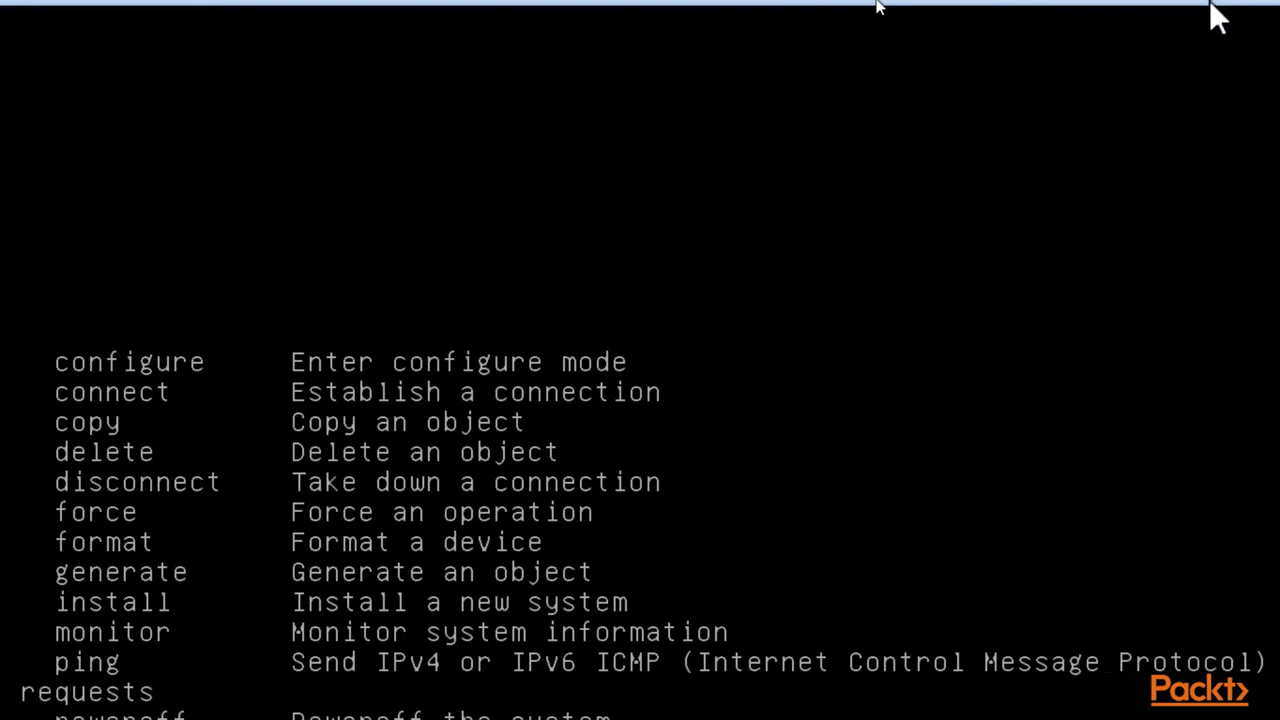 configure Enter configure mode
connect Establish a connection
copy Copy an object
delete Delete an object
disconnect Take down a connection
force Force an operation
format Format a device
generate Generate an object
install Install a new system
monitor Monitor system information
ping Send IPv4 or IPv6 ICMP (Internet Control Message Protocol)
requests
Packt>
poweroff Poweroff the system